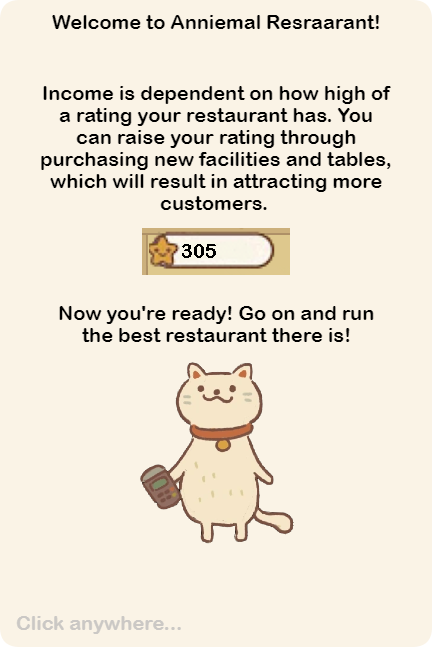 Welcome to Anniemal Resraarant!
Income is dependent on how high of
a rating your restaurant has. You
can raise your rating through
purchasing new facilities and tables,
which will result in attracting more
customers.
305
Now you're ready! Go on and run
the best restaurant there is!
Click anywhere...